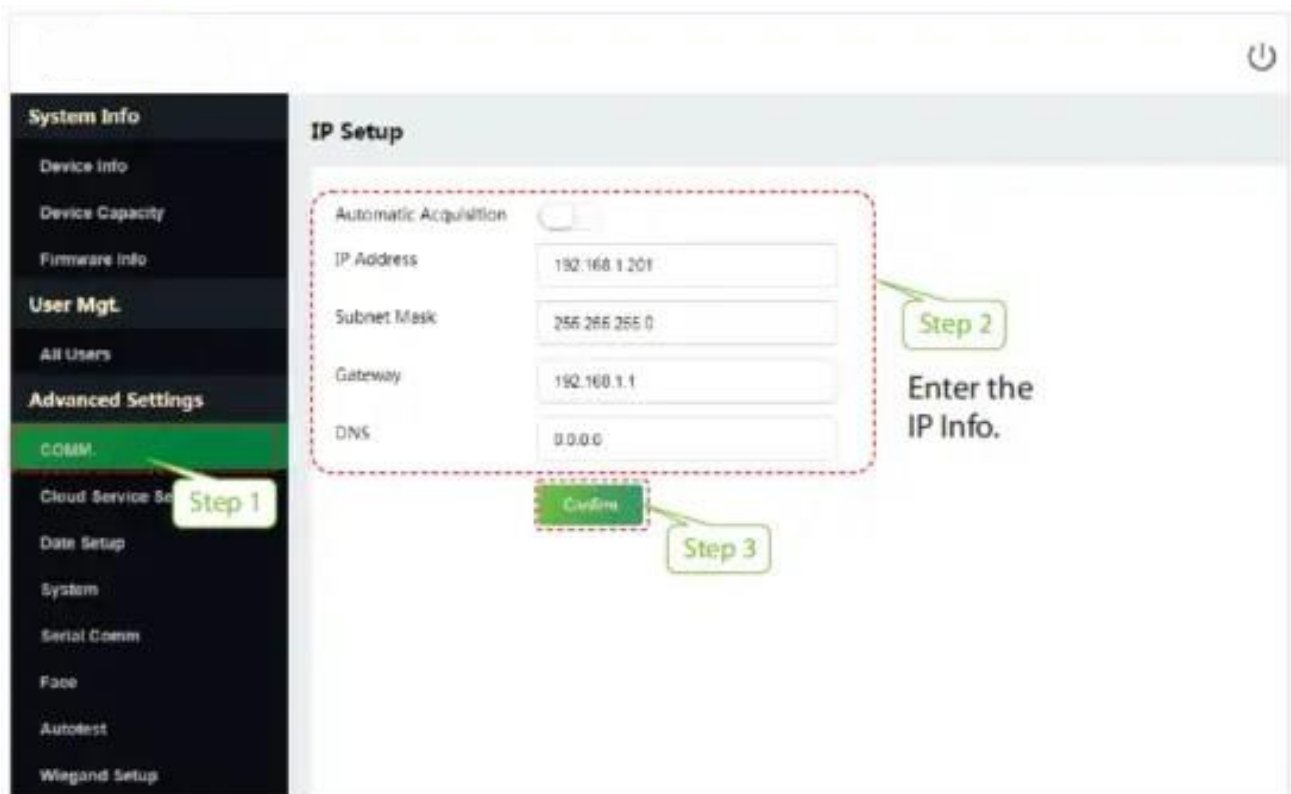 System Info
Device Info
Device Capacity
Firmware Info
User Mgt.
All Users
Advanced Settings
COMM.
Cloud Service Se
Date Setup
System
Serial Comm
Face
Autotest
Wiegand Setup
IP Setup
Automatic Acquisition
IP Address
192.168.1.201
Subnet Mask
255.255.255.0
Gateway
192.168.1.1
DNS
0.0.0.0
Confirm
Step 1
Step 2
Enter the
IP Info.
Step 3